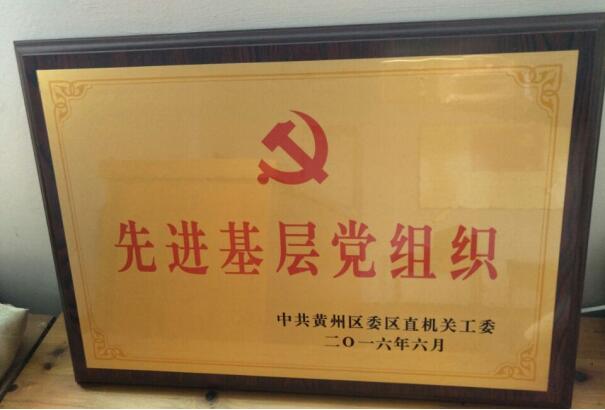 先进基层党组织
中共黄州区委区直机关工委
二〇一六年六月